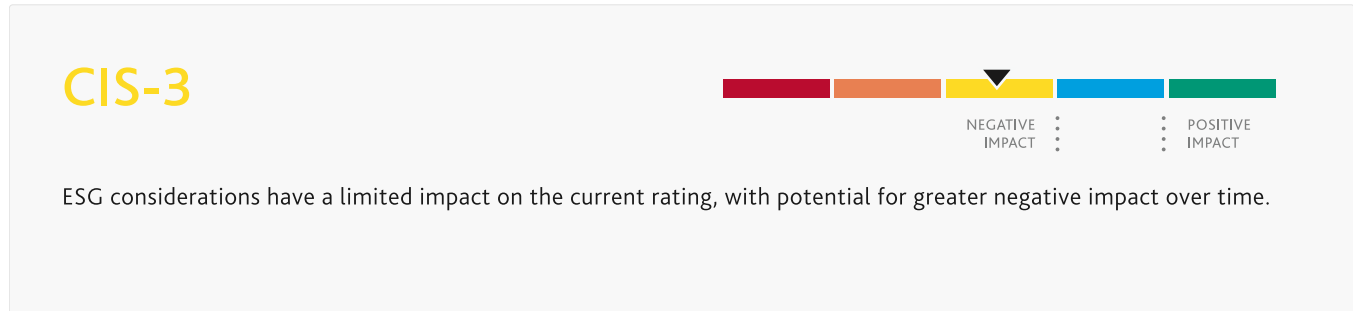 CIS-3
NEGATIVE
IMPACT
POSITIVE
IMPACT
ESG considerations have a limited impact on the current rating, with potential for greater negative impact over time.